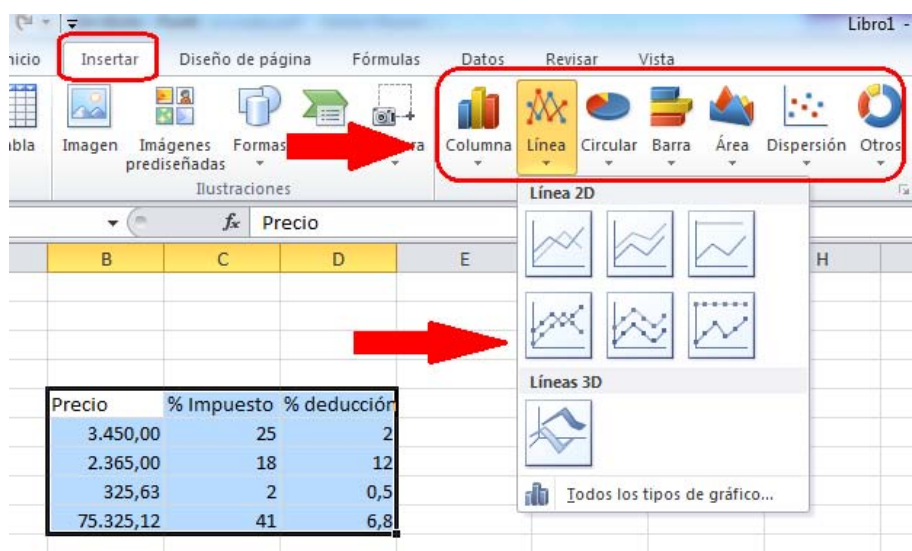 Libro1 -
nicio Insertar Diseño de página Fórmulas Datos Revisar Vista
bla Imagen Imágenes prediseñadas Formas ra Columna Línea Circular Barra Área Dispersión Otros
Ilustraciones
Línea 2D
fx Precio
B C D E H
Líneas 3D
Todos los tipos de gráfico...
Precio % Impuesto % deducción
3.450,00 25 2
2.365,00 18 12
325,63 2 0,5
75.325,12 41 6,8